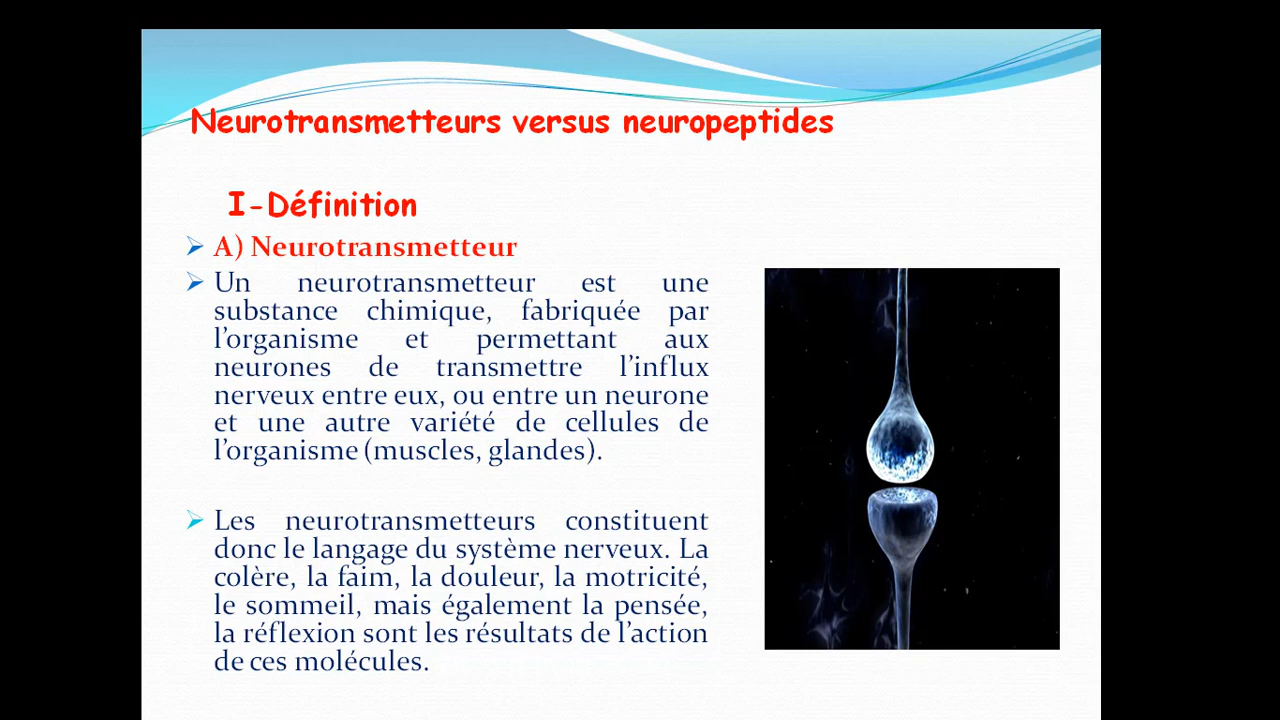 Neurotransmetteurs versus neuropeptides
I-Définition
A) Neurotransmetteur
Un neurotransmetteur est une
substance chimique, fabriquée par
l’organisme et permettant aux
neurones de transmettre l’influx
nerveux entre eux, ou entre un neurone
et une autre variété de cellules de
l’organisme (muscles, glandes).
Les neurotransmetteurs constituent
donc le langage du système nerveux. La
colère, la faim, la douleur, la motricité,
le sommeil, mais également la pensée,
la réflexion sont les résultats de l’action
de ces molécules.